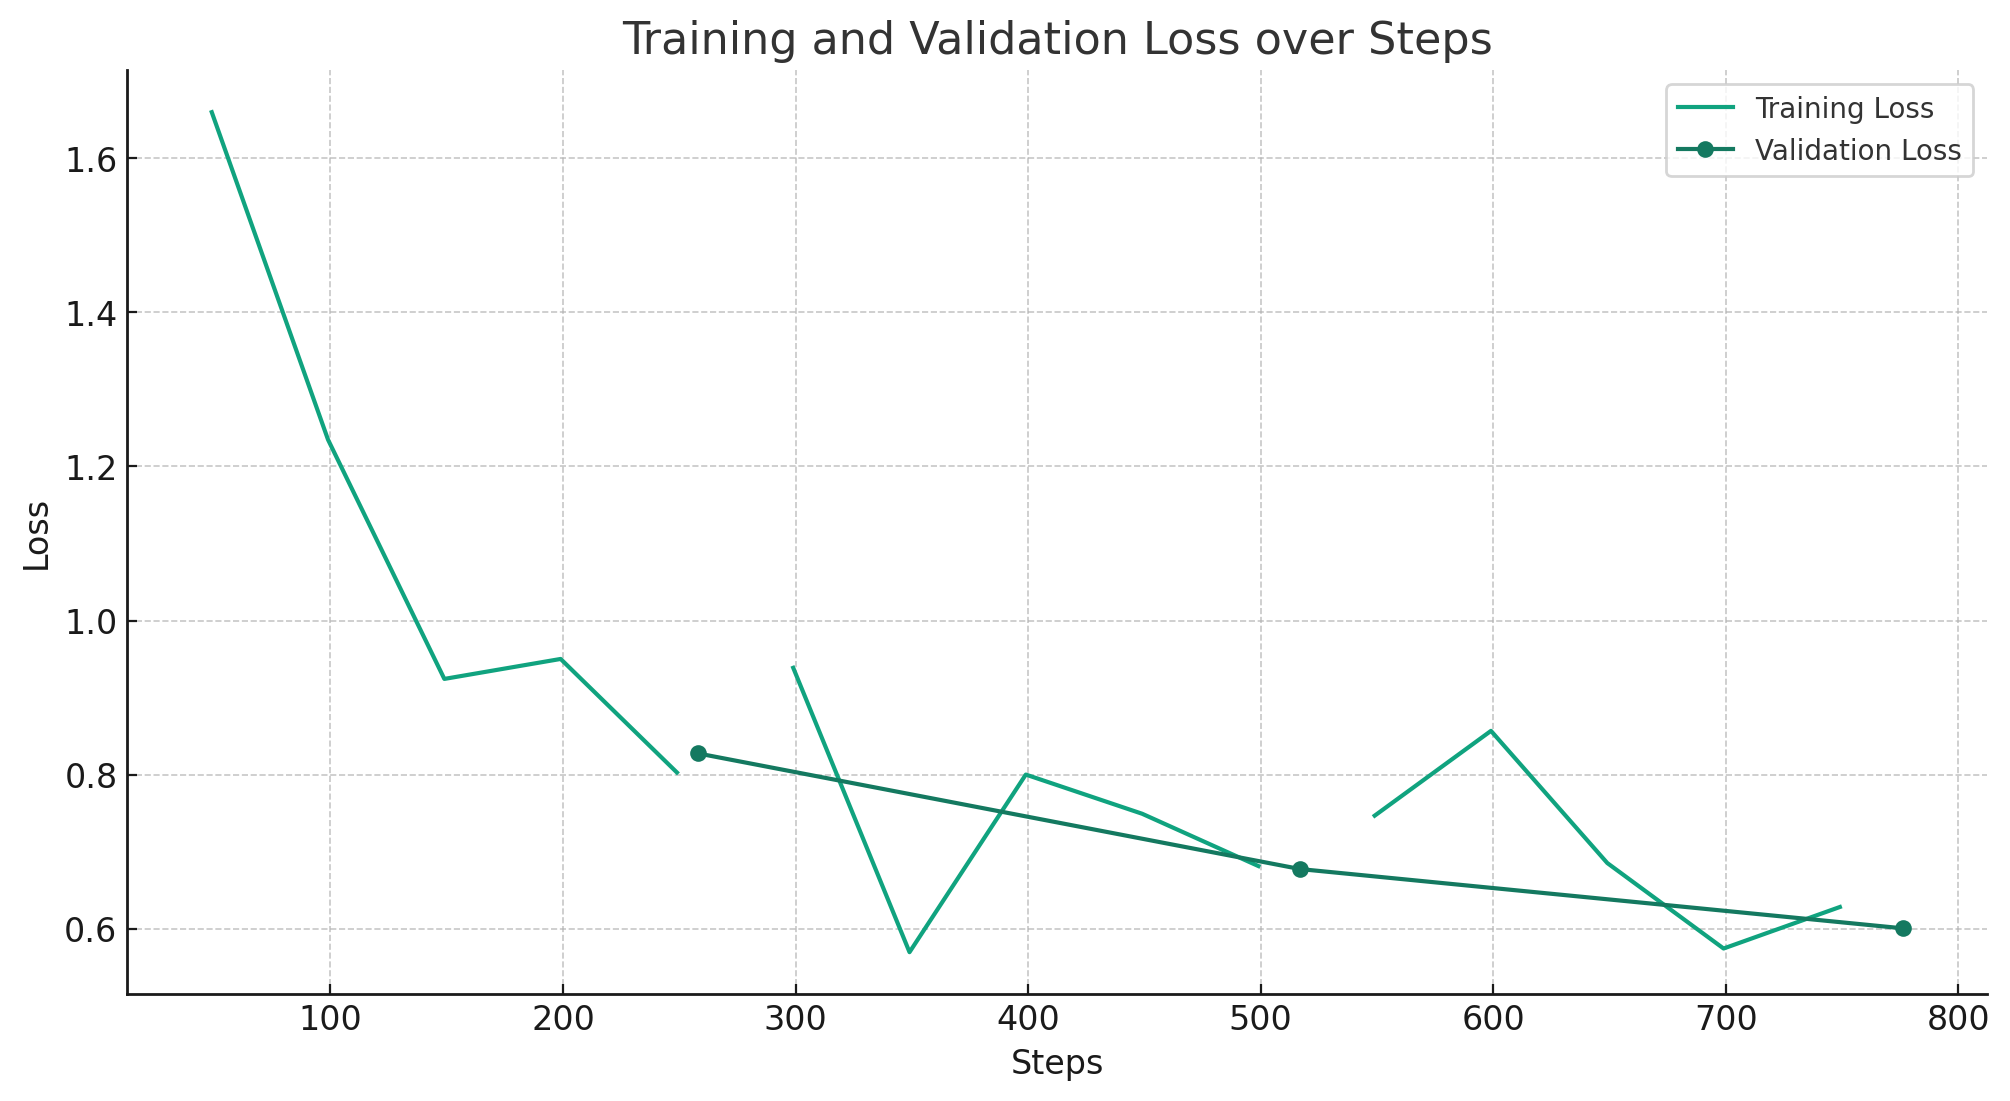 Training and Validation Loss over Steps
Training Loss
Validation Loss
1.6
1.4
1.2
1.0
0.8
0.6
Loss
100 200 300 400 500 600 700 800
Steps